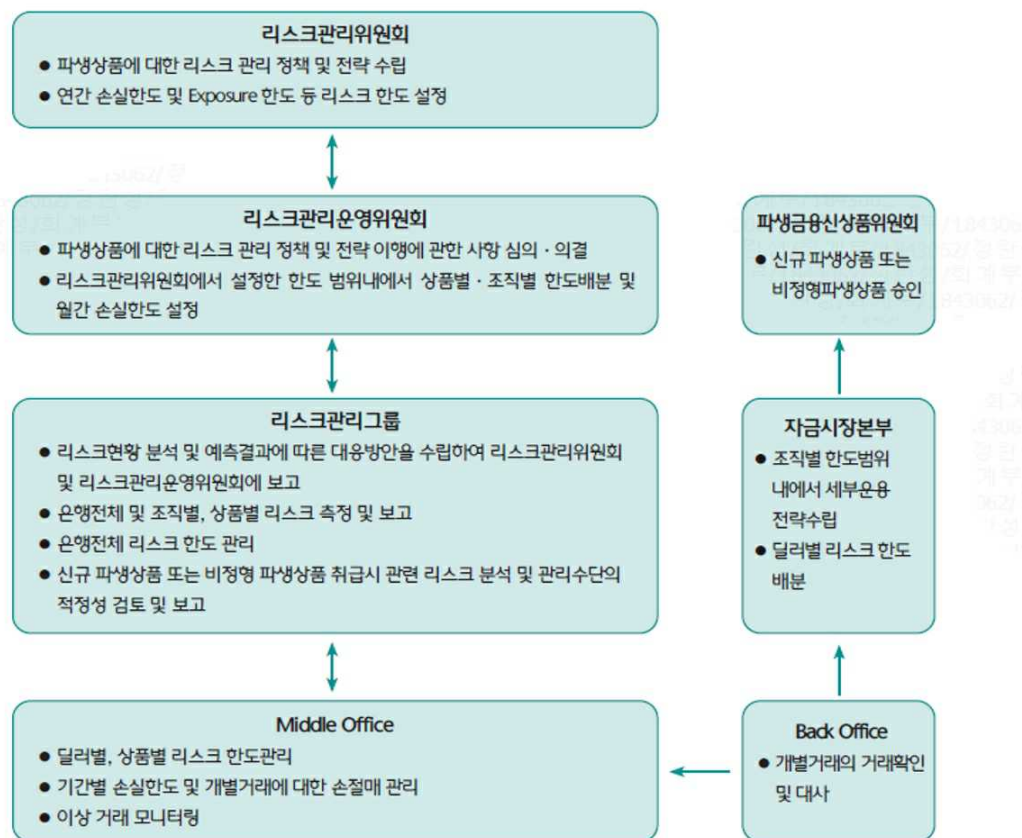 리스크관리위원회
● 파생상품에 대한 리스크 관리 정책 및 전략 수립
● 연간 손실한도 및 Exposure 한도 등 리스크 한도 설정
리스크관리운영위원회
● 파생상품에 대한 리스크 관리 정책 및 전략 이행에 관한 사항 심의 · 의결
● 리스크관리위원회에서 설정한 한도 범위내에서 상품별 · 조직별 한도배분 및
월간 손실한도 설정
파생금융신상품위원회
● 신규 파생상품 또는
비정형파생상품 승인
리스크관리그룹
● 리스크현황 분석 및 예측결과에 따른 대응방안을 수립하여 리스크관리위원회
및 리스크관리운영위원회에 보고
● 은행전체 및 조직별, 상품별 리스크 측정 및 보고
● 은행전체 리스크 한도 관리
● 신규 파생상품 또는 비정형 파생상품 취급시 관련 리스크 분석 및 관리수단의
적정성 검토 및 보고
자금시장본부
● 조직별 한도범위
내에서 세부운용
전략수립
● 딜러별 리스크 한도
배분
Middle Office
● 딜러별, 상품별 리스크 한도관리
● 기간별 손실한도 및 개별거래에 대한 손절매 관리
● 이상 거래 모니터링
Back Office
● 개별거래의 거래확인
및 대사